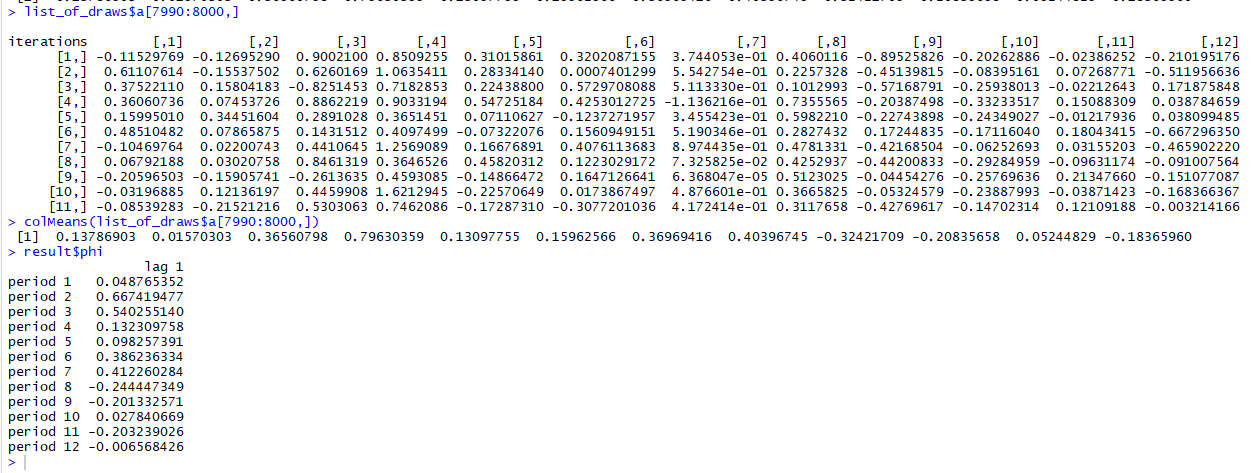 > list_of_draws$a[7990:8000,]
iterations [,1] [,2] [,3] [,4] [,5] [,6] [,7] [,8] [,9] [,10] [,11] [,12]
[1,] -0.11529769 -0.12695290 0.9002100 0.8509255 0.31015861 0.3202087155 3.744053e-01 0.4060116 -0.89525826 -0.20262886 -0.02386252 -0.210195176
[2,] 0.61107614 -0.15537502 0.6260169 1.0635411 0.28334140 0.0007401299 5.542754e-01 0.2257328 -0.45139815 -0.08395161 0.07268771 -0.511956636
[3,] 0.37522110 0.15804183 -0.8251453 0.7182853 0.22438800 0.5729708088 5.113330e-01 0.1012993 -0.57168791 -0.25938013 -0.02212643 0.171875848
[4,] 0.36060736 0.07453726 0.8862219 0.9033194 0.54725184 0.4253012725 -1.136216e-01 0.7355565 -0.20387498 -0.33233517 0.15088309 0.038784659
[5,] 0.15995010 0.34451604 0.2891028 0.3651451 0.07110627 -0.1237271957 3.455423e-01 0.5982210 -0.22743898 -0.24349027 -0.01217936 0.038099485
[6,] 0.48510482 0.07865875 0.1431512 0.4097499 -0.07322076 0.1560949151 5.190346e-01 0.2827432 0.17244835 -0.17116040 0.18043415 -0.667296350
[7,] -0.10469764 0.02200743 0.4410645 1.2569089 0.16676891 0.4076113683 8.974435e-01 0.4781331 -0.42168504 -0.06252693 0.03155203 -0.465902220
[8,] 0.06792188 0.03020758 0.8461319 0.3646526 0.45820312 0.1223029172 7.325825e-02 0.4252937 -0.44200833 -0.29284959 -0.09631174 -0.091007564
[9,] -0.20596503 -0.15905741 -0.2613635 0.4593085 -0.14866472 0.1647126641 6.368047e-05 0.5123025 -0.04454276 -0.25769636 0.21347660 -0.151077087
[10,] -0.03196885 0.12136197 0.4459908 1.6212945 -0.22570649 0.0173867497 4.876601e-01 0.3665825 -0.05324579 -0.23887993 -0.03871423 -0.168366367
[11,] -0.08539283 -0.21521216 0.5303063 0.7462086 -0.17287310 -0.3077201036 4.172414e-01 0.3117658 -0.42769617 -0.14702314 0.12109188 -0.003214166
> colMeans(list_of_draws$a[7990:8000,])
[1] 0.13786903 0.01570303 0.36560798 0.79630359 0.13097755 0.15962566 0.36969416 0.40396745 -0.32421709 -0.20835658 0.05244829 -0.18365960
> result$phi
lag 1
period 1 0.048765352
period 2 0.667419477
period 3 0.540255140
period 4 0.132309758
period 5 0.098257391
period 6 0.386236334
period 7 0.412260284
period 8 -0.244447349
period 9 -0.201332571
period 10 0.027840669
period 11 -0.203239026
period 12 -0.006568426
>